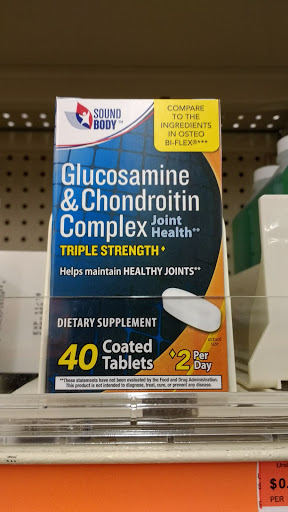 SOUND
BODY™
COMPARE
TO THE
INGREDIENTS
IN OSTEO
BI-FLEX®***
Glucosamine
& Chondroitin
Complex Joint
Health**
TRIPLE STRENGTH♦
Helps maintain HEALTHY JOINTS**
DIETARY SUPPLEMENT
40 Coated
Tablets
♦2 Per
Day
**These statements have not been evaluated by the Food and Drug Administration.
This product is not intended to diagnose, treat, cure, or prevent any disease.
$0.
PER